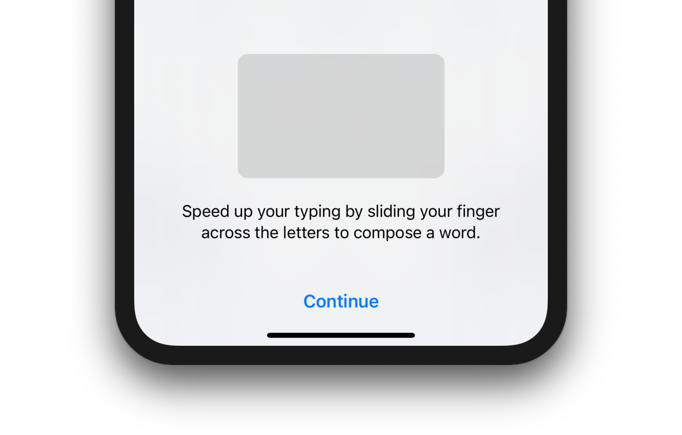 Speed up your typing by sliding your finger
across the letters to compose a word.
Continue